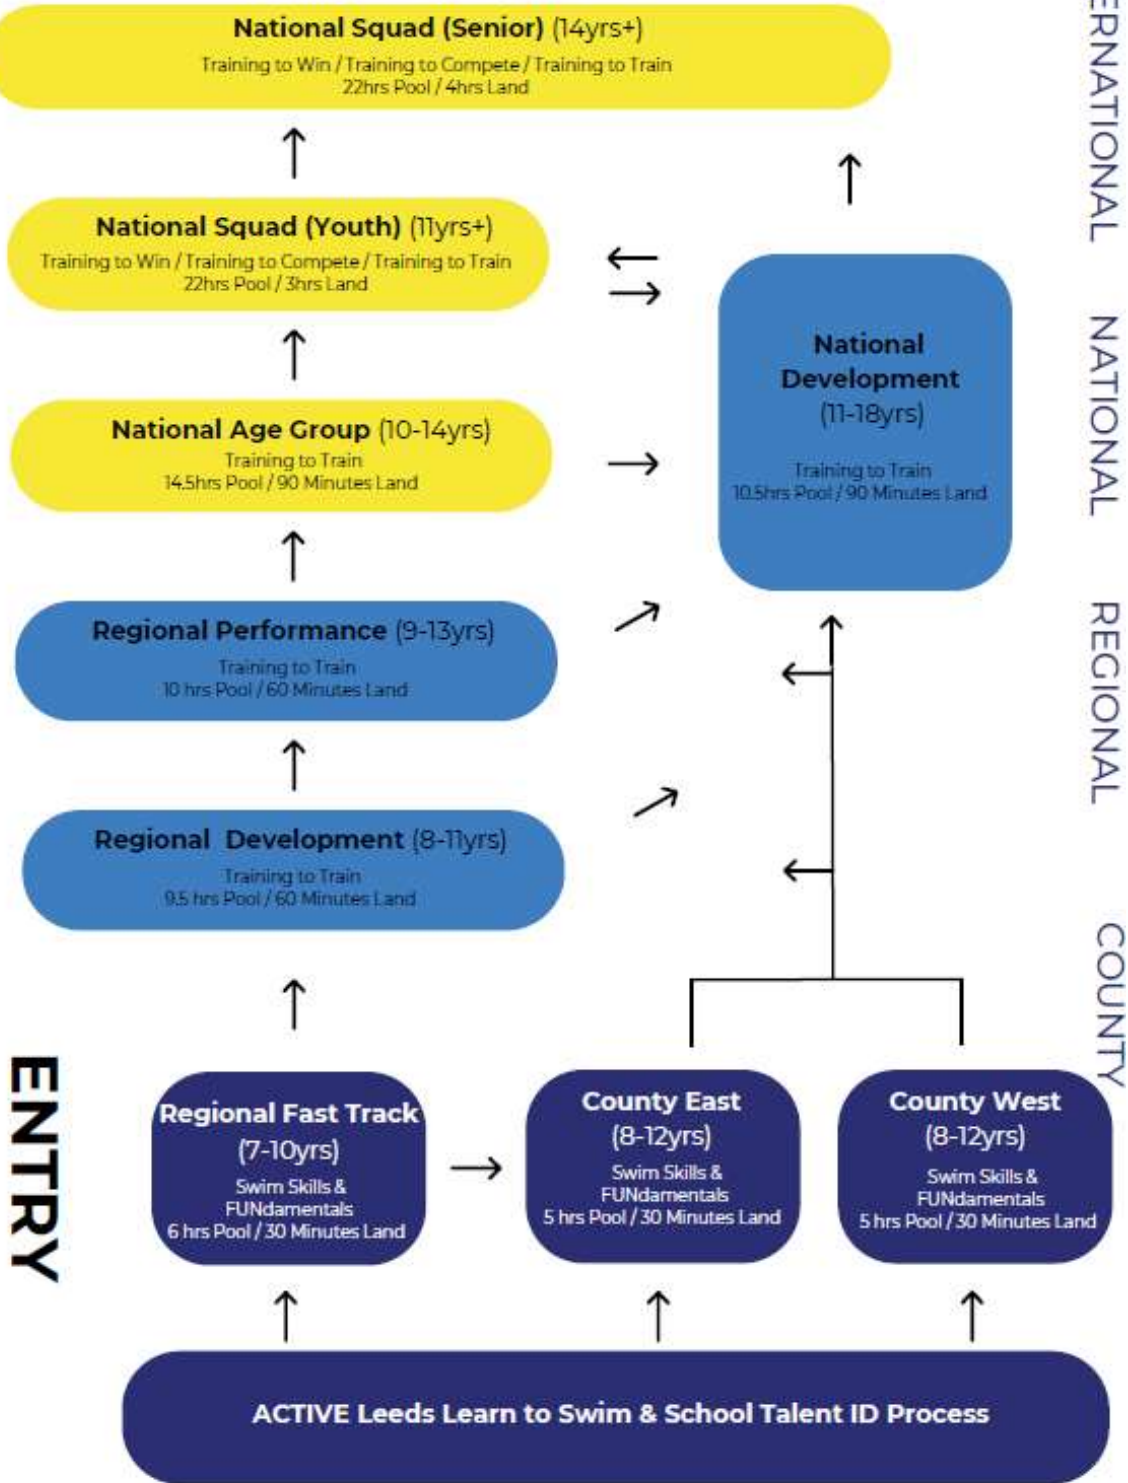 National Squad (Senior) (14yrs+)
Training to Win / Training to Compete / Training to Train
22hrs Pool / 4hrs Land
National Squad (Youth) (11yrs+)
Training to Win / Training to Compete / Training to Train
22hrs Pool / 3hrs Land
National
Development
(11-18yrs)
Training to Train
10.5hrs Pool / 90 Minutes Land
National Age Group (10-14yrs)
Training to Train
14.5hrs Pool / 90 Minutes Land
Regional Performance (9-13yrs)
Training to Train
10 hrs Pool / 60 Minutes Land
Regional Development (8-11yrs)
Training to Train
9.5 hrs Pool / 60 Minutes Land
Regional Fast Track
(7-10yrs)
Swim Skills &
FUNdamentals
6 hrs Pool / 30 Minutes Land
County East
(8-12yrs)
Swim Skills &
FUNdamentals
5 hrs Pool / 30 Minutes Land
County West
(8-12yrs)
Swim Skills &
FUNdamentals
5 hrs Pool / 30 Minutes Land
ACTIVE Leeds Learn to Swim & School Talent ID Process
ENTRY
ERNATIONAL
NATIONAL
REGIONAL
COUNTY